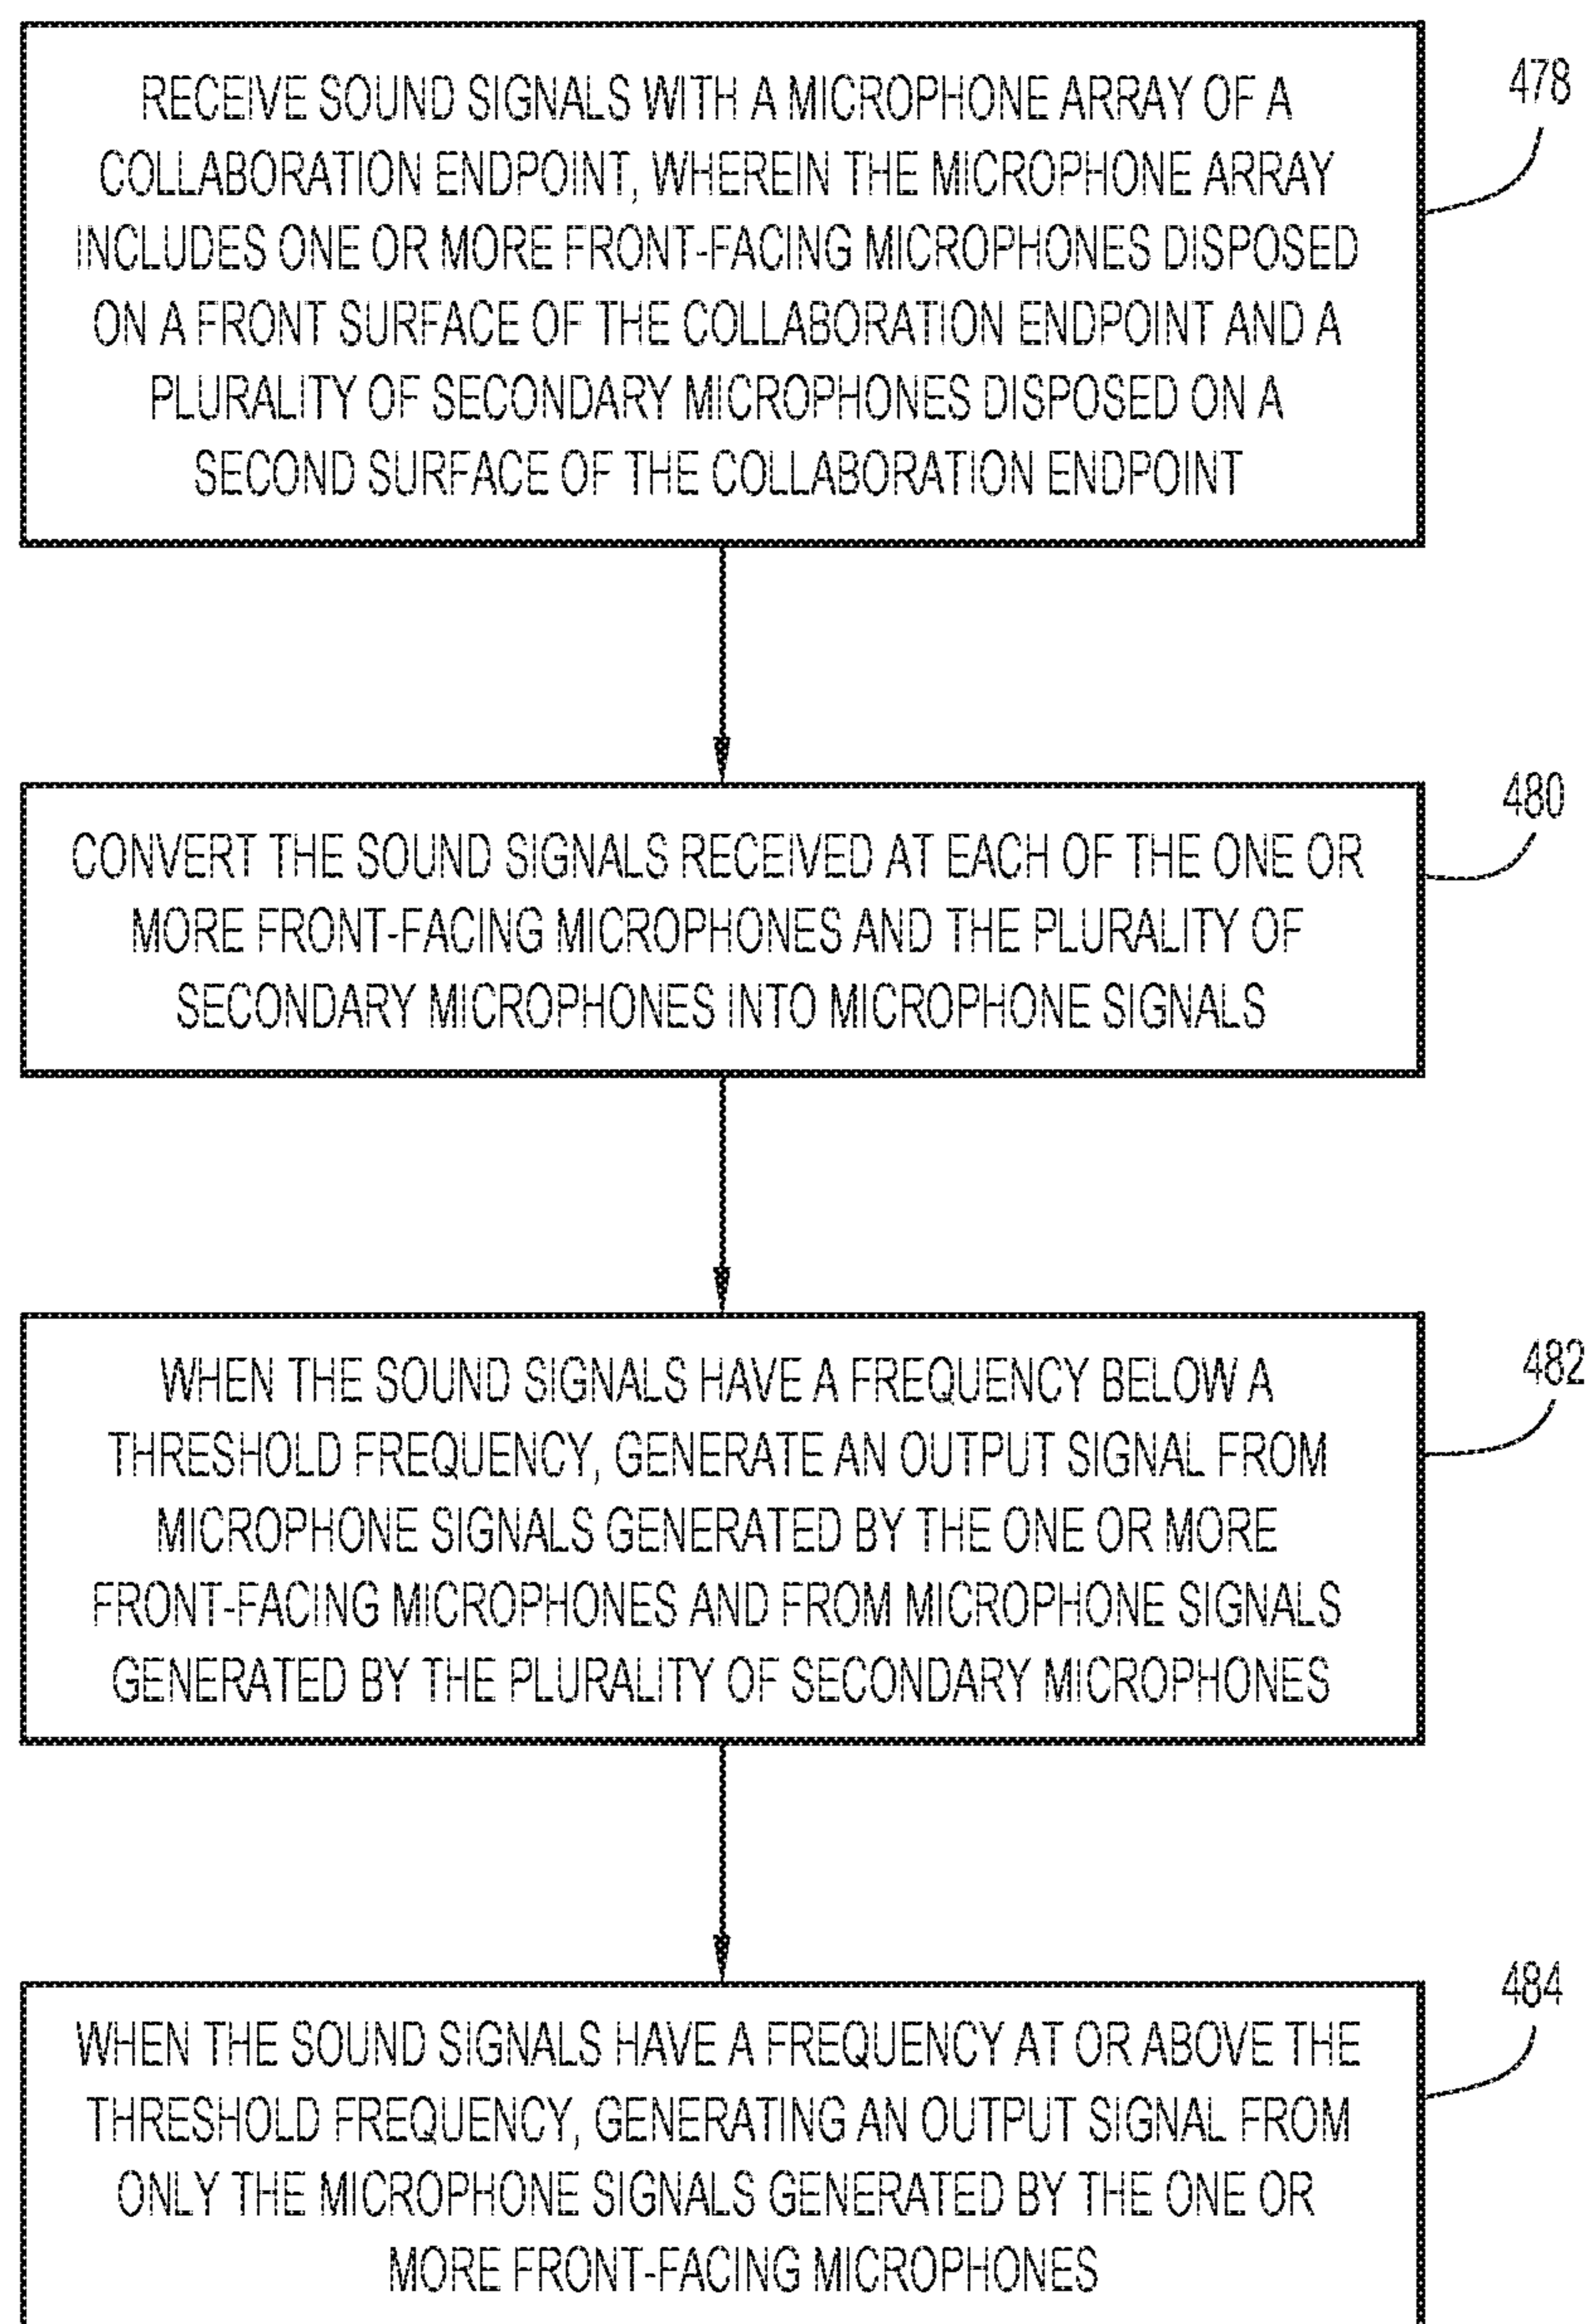 RECEIVE SOUND SIGNALS WITH A MICROPHONE ARRAY OF A
COLLABORATION ENDPOINT, WHEREIN THE MICROPHONE ARRAY
INCLUDES ONE OR MORE FRONT-FACING MICROPHONES DISPOSED
ON A FRONT SURFACE OF THE COLLABORATION ENDPOINT AND A
PLURALITY OF SECONDARY MICROPHONES DISPOSED ON A
SECOND SURFACE OF THE COLLABORATION ENDPOINT
478
CONVERT THE SOUND SIGNALS RECEIVED AT EACH OF THE ONE OR
MORE FRONT-FACING MICROPHONES AND THE PLURALITY OF
SECONDARY MICROPHONES INTO MICROPHONE SIGNALS
480
WHEN THE SOUND SIGNALS HAVE A FREQUENCY BELOW A
THRESHOLD FREQUENCY, GENERATE AN OUTPUT SIGNAL FROM
MICROPHONE SIGNALS GENERATED BY THE ONE OR MORE
FRONT-FACING MICROPHONES AND FROM MICROPHONE SIGNALS
GENERATED BY THE PLURALITY OF SECONDARY MICROPHONES
482
WHEN THE SOUND SIGNALS HAVE A FREQUENCY AT OR ABOVE THE
THRESHOLD FREQUENCY, GENERATING AN OUTPUT SIGNAL FROM
ONLY THE MICROPHONE SIGNALS GENERATED BY THE ONE OR
MORE FRONT-FACING MICROPHONES
484